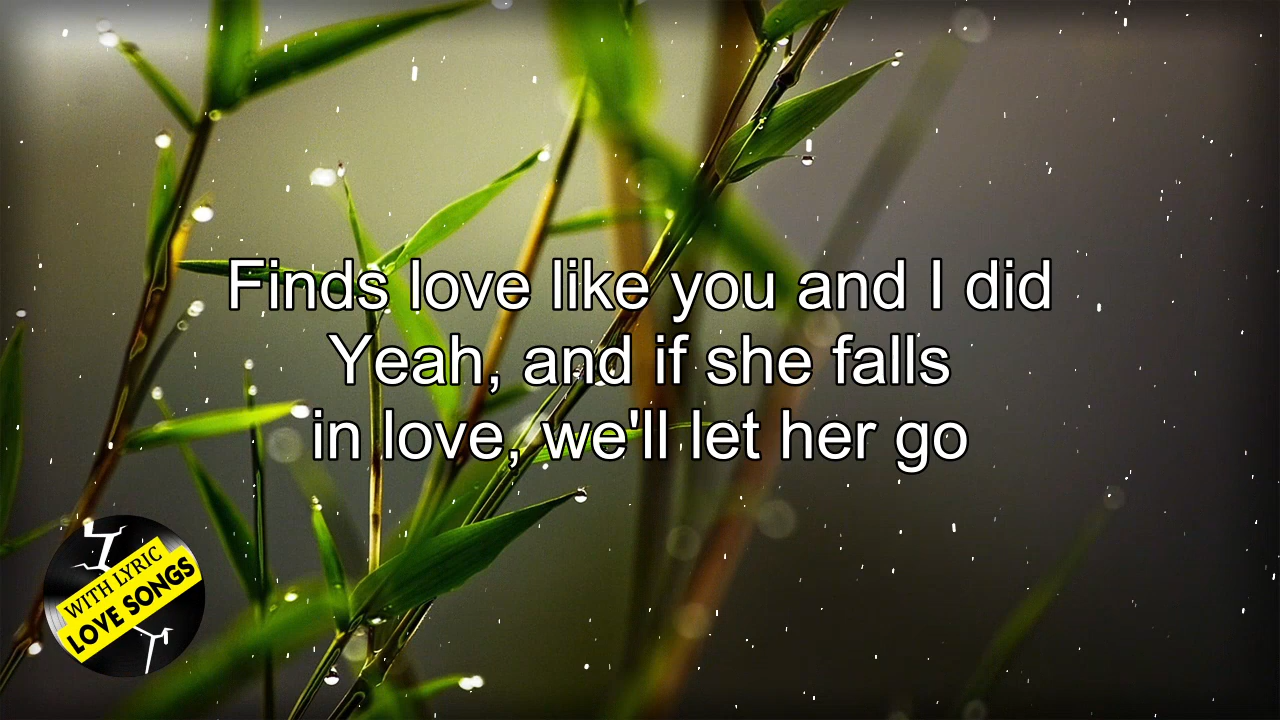 Finds love like you and I did
Yeah, and if she falls
in love, we'll let her go
WITH LYRIC
LOVE SONGS